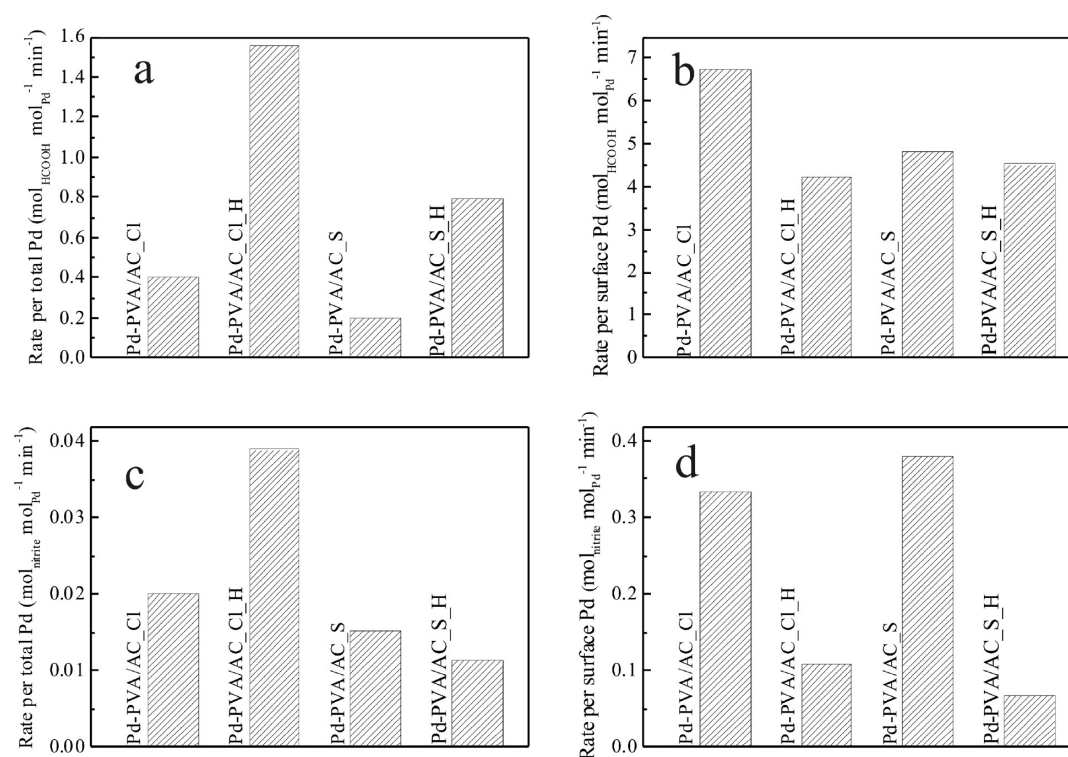 a
Rate per total Pd (mol_HCOOH mol_Pd^-1 min^-1)
1.6
1.4
1.2
1.0
0.8
0.6
0.4
0.2
0.0
Pd-PVA/AC_Cl
Pd-PVA/AC_Cl_H
Pd-PVA/AC_S
Pd-PVA/AC_S_H
b
Rate per surface Pd (mol_HCOOH mol_Pd^-1 min^-1)
7
6
5
4
3
2
1
0
Pd-PVA/AC_Cl
Pd-PVA/AC_Cl_H
Pd-PVA/AC_S
Pd-PVA/AC_S_H
c
Rate per total Pd (mol_nitrite mol_Pd^-1 min^-1)
0.04
0.03
0.02
0.01
0.00
Pd-PVA/AC_Cl
Pd-PVA/AC_Cl_H
Pd-PVA/AC_S
Pd-PVA/AC_S_H
d
Rate per surface Pd (mol_nitrite mol_Pd^-1 min^-1)
0.4
0.3
0.2
0.1
0.0
Pd-PVA/AC_Cl
Pd-PVA/AC_Cl_H
Pd-PVA/AC_S
Pd-PVA/AC_S_H